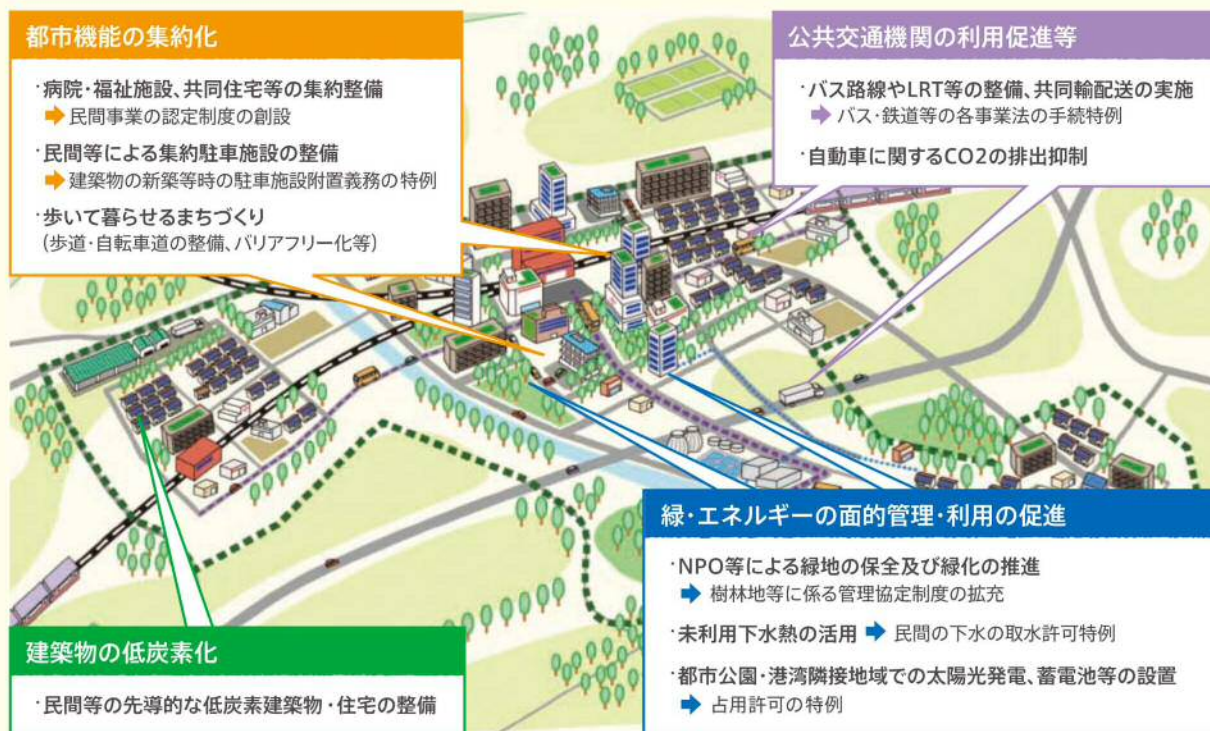 都市機能の集約化
･病院･福祉施設､共同住宅等の集約整備
➡ 民間事業の認定制度の創設
･民間等による集約駐車施設の整備
➡ 建築物の新築等時の駐車施設附置義務の特例
･歩いて暮らせるまちづくり
(歩道･自転車道の整備､バリアフリー化等)
公共交通機関の利用促進等
･バス路線やLRT等の整備､共同輸配送の実施
➡ バス･鉄道等の各事業法の手続特例
･自動車に関するCO2の排出抑制
緑･エネルギーの面的管理･利用の促進
･NPO等による緑地の保全及び緑化の推進
➡ 樹林地等に係る管理協定制度の拡充
･未利用下水熱の活用 ➡ 民間の下水の取水許可特例
･都市公園･港湾隣接地域での太陽光発電､蓄電池等の設置
➡ 占用許可の特例
建築物の低炭素化
･民間等の先導的な低炭素建築物･住宅の整備